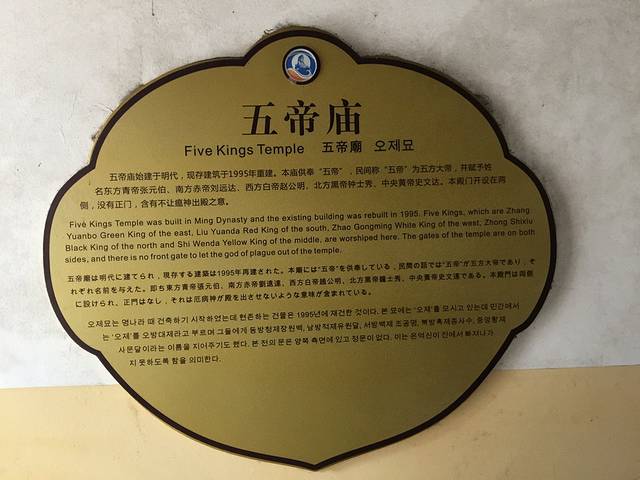 五帝庙
Five Kings Temple 五帝廟 오제묘
五帝庙始建于明代，现存建筑于1995年重建。本庙供奉“五帝”，民间称“五帝”为五方大帝，并赋予姓
名东方青帝张元伯、南方赤帝刘远达、西方白帝赵公明、北方黑帝钟士秀、中央黄帝史文达。本殿门开设在两
侧，没有正门，含有不让瘟神出殿之意。
Five Kings Temple was built in Ming Dynasty and the existing building was rebuilt in 1995. Five Kings, which are Zhang
Yuanbo Green King of the east, Liu Yuanda Red King of the south, Zhao Gongming White King of the west, Zhong Shixiu
Black King of the north and Shi Wenda Yellow King of the middle, are worshiped here. The gates of the temple are on both
sides, and there is no front gate to let the god of plague out of the temple.
五帝廟は明代に建てられ，現存する建築は1995年再建された。本廟には“五帝”を供奉している，民間の話では“五帝”が五方大帝であり，そ
れぞれ名前を与えた。即ち東方青帝張元伯、南方赤帝劉遠達、西方白帝趙公明、北方黒帝鐘士秀、中央黄帝史文達である。本殿門は両側
に設けられ、正門はなし，それは厄病神が殿を出させないような意味が含まれている。
오제묘는 명나라 때 건축하기 시작하였는데 현존하는 건물은 1995년에 재건한 것이다. 본 묘에는 '오제'를 모시고 있는데 민간에서
는 '오제'를 오방대제라고 부르며 그들에게 동방청제장원백, 남방적제유원달, 서방백제 조공명, 북방흑제종사수, 중앙황제
사문달이라는 이름을 지어주기도 했다. 본 전의 문은 양쪽 측면에 있고 정문이 없다. 이는 온역신이 전에서 빠져나가
지 못하도록 함을 의미한다.